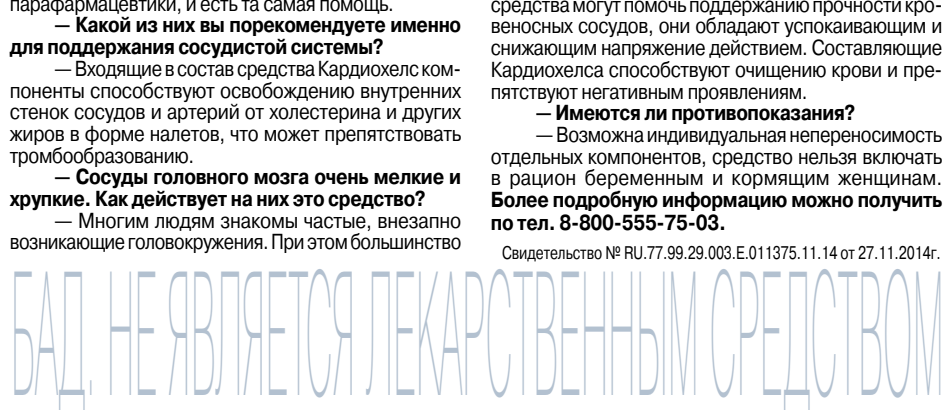 парафармацевтики, и есть та самая помощь.
— Какой из них вы порекомендуете именно
для поддержания сосудистой системы?
— Входящие в состав средства Кардиохелс ком-
поненты способствуют освобождению внутренних
стенок сосудов и артерий от холестерина и других
жиров в форме налетов, что может препятствовать
тромбообразованию.
— Сосуды головного мозга очень мелкие и
хрупкие. Как действует на них это средство?
— Многим людям знакомы частые, внезапно
возникающие головокружения. При этом большинство
средства могут помочь поддержанию прочности кро-
веносных сосудов, они обладают успокаивающим и
снижающим напряжение действием. Составляющие
Кардиохелса способствуют очищению крови и пре-
пятствуют негативным проявлениям.
— Имеются ли противопоказания?
— Возможна индивидуальная непереносимость
отдельных компонентов, средство нельзя включать
в рацион беременным и кормящим женщинам.
Более подробную информацию можно получить
по тел. 8-800-555-75-03.
Свидетельство № RU.77.99.29.003.Е.011375.11.14 от 27.11.2014г.
БАД. НЕ ЯВЛЯЕТСЯ ЛЕКАРСТВЕННЫМ СРЕДСТВОМ